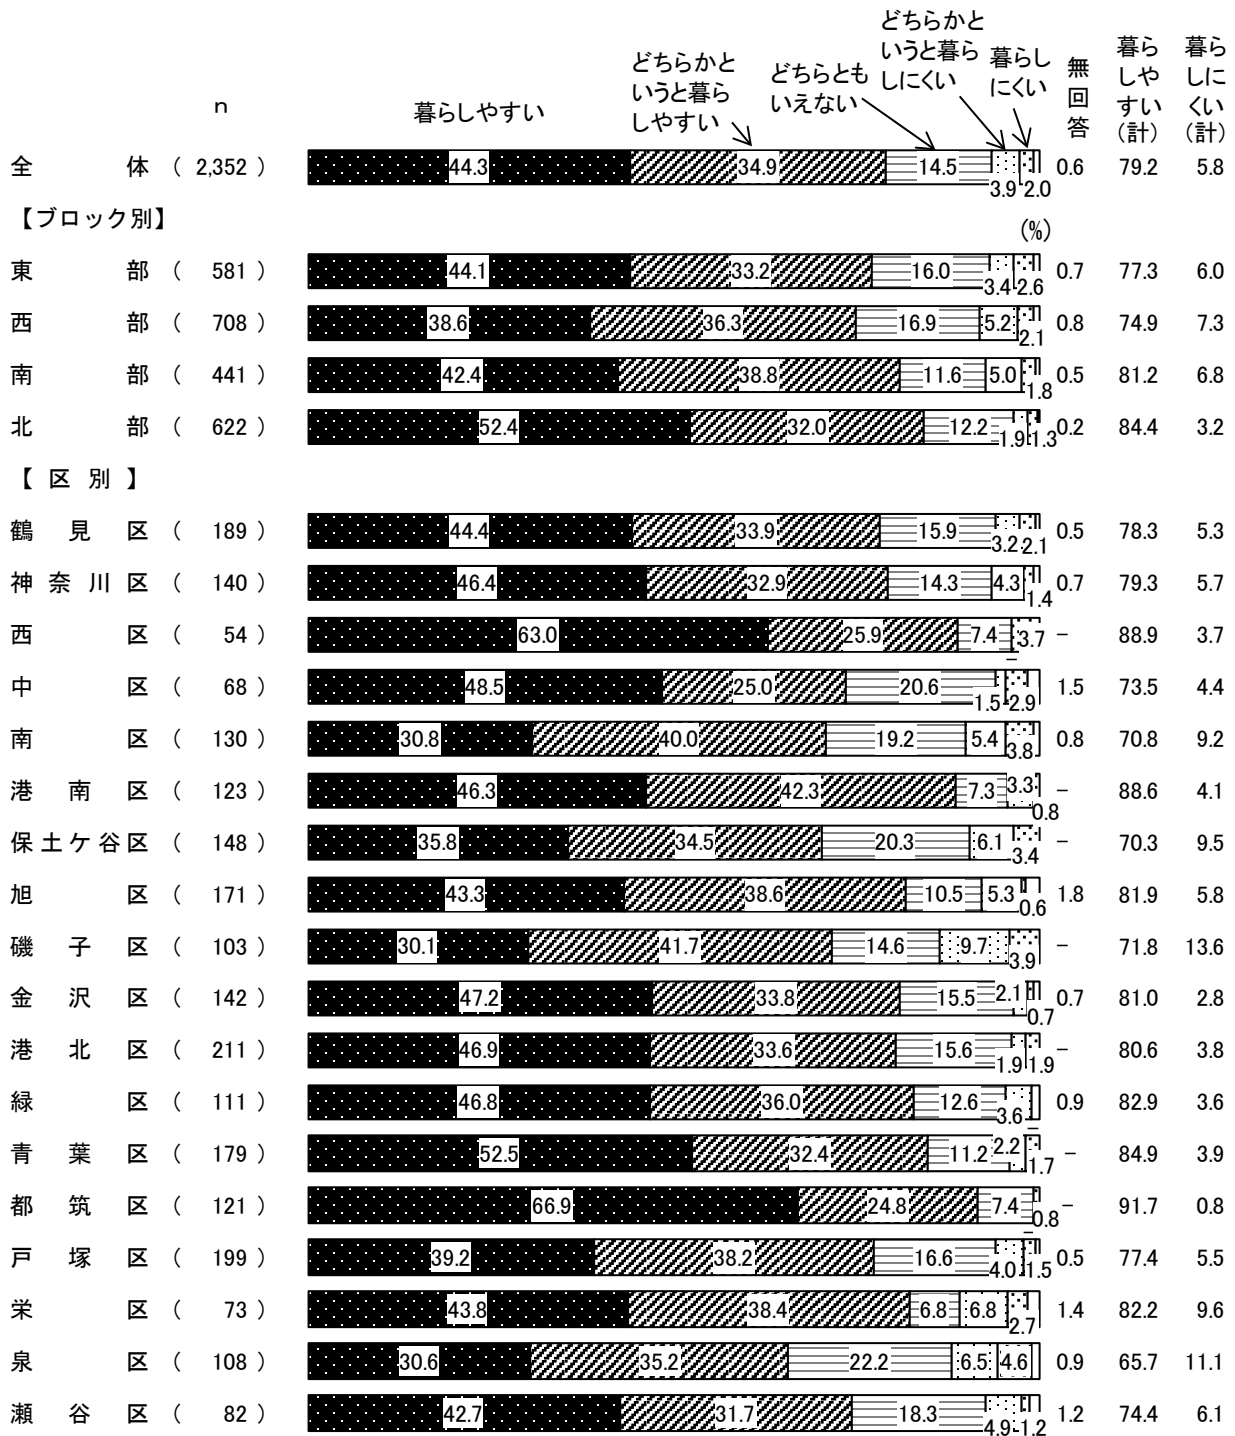 n 暮らしやすい どちらかというと暮らしやすい どちらともいえない どちらかというと暮らしにくい 暮らしにくい 無回答 暮らしやすい(計) 暮らしにくい(計)
全体 ( 2,352 ) 44.3 34.9 14.5 3.9 2.0 0.6 79.2 5.8
【ブロック別】 (%)
東部 ( 581 ) 44.1 33.2 16.0 3.4 2.6 0.7 77.3 6.0
西部 ( 708 ) 38.6 36.3 16.9 5.2 2.1 0.8 74.9 7.3
南部 ( 441 ) 42.4 38.8 11.6 5.0 1.8 0.5 81.2 6.8
北部 ( 622 ) 52.4 32.0 12.2 1.9 1.3 0.2 84.4 3.2
【区別】
鶴見区 ( 189 ) 44.4 33.9 15.9 3.2 2.1 0.5 78.3 5.3
神奈川区 ( 140 ) 46.4 32.9 14.3 4.3 1.4 0.7 79.3 5.7
西区 ( 54 ) 63.0 25.9 7.4 3.7 − − 88.9 3.7
中区 ( 68 ) 48.5 25.0 20.6 1.5 2.9 1.5 73.5 4.4
南区 ( 130 ) 30.8 40.0 19.2 5.4 3.8 0.8 70.8 9.2
港南区 ( 123 ) 46.3 42.3 7.3 3.3 0.8 − 88.6 4.1
保土ケ谷区 ( 148 ) 35.8 34.5 20.3 6.1 3.4 − 70.3 9.5
旭区 ( 171 ) 43.3 38.6 10.5 5.3 0.6 1.8 81.9 5.8
磯子区 ( 103 ) 30.1 41.7 14.6 9.7 3.9 − 71.8 13.6
金沢区 ( 142 ) 47.2 33.8 15.5 2.1 0.7 0.7 81.0 2.8
港北区 ( 211 ) 46.9 33.6 15.6 1.9 1.9 − 80.6 3.8
緑区 ( 111 ) 46.8 36.0 12.6 3.6 − 0.9 82.9 3.6
青葉区 ( 179 ) 52.5 32.4 11.2 2.2 1.7 − 84.9 3.9
都筑区 ( 121 ) 66.9 24.8 7.4 0.8 − − 91.7 0.8
戸塚区 ( 199 ) 39.2 38.2 16.6 4.0 1.5 0.5 77.4 5.5
栄区 ( 73 ) 43.8 38.4 6.8 6.8 2.7 1.4 82.2 9.6
泉区 ( 108 ) 30.6 35.2 22.2 6.5 4.6 0.9 65.7 11.1
瀬谷区 ( 82 ) 42.7 31.7 18.3 4.9 1.2 1.2 74.4 6.1